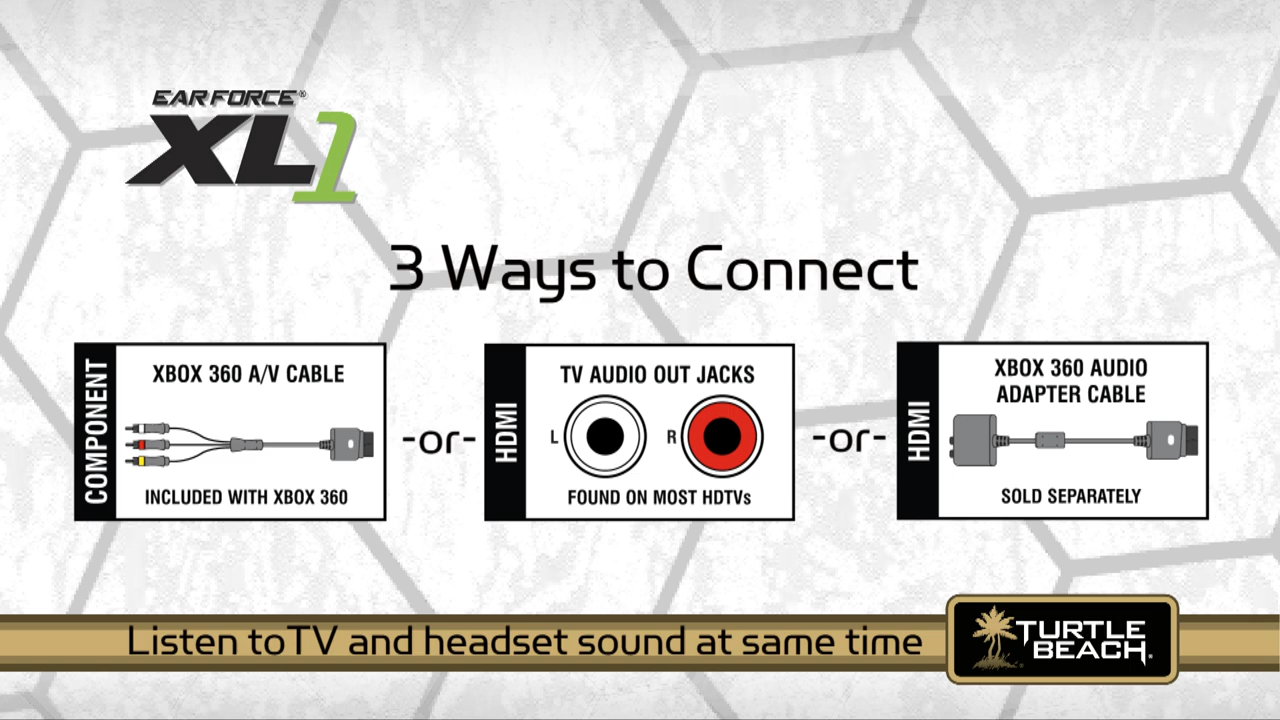 EAR FORCE®
XL1
3 Ways to Connect
COMPONENT
XBOX 360 A/V CABLE
INCLUDED WITH XBOX 360
-or-
HDMI
TV AUDIO OUT JACKS
L
R
FOUND ON MOST HDTVs
-or-
HDMI
XBOX 360 AUDIO
ADAPTER CABLE
SOLD SEPARATELY
Listen toTV and headset sound at same time
TURTLE
BEACH®